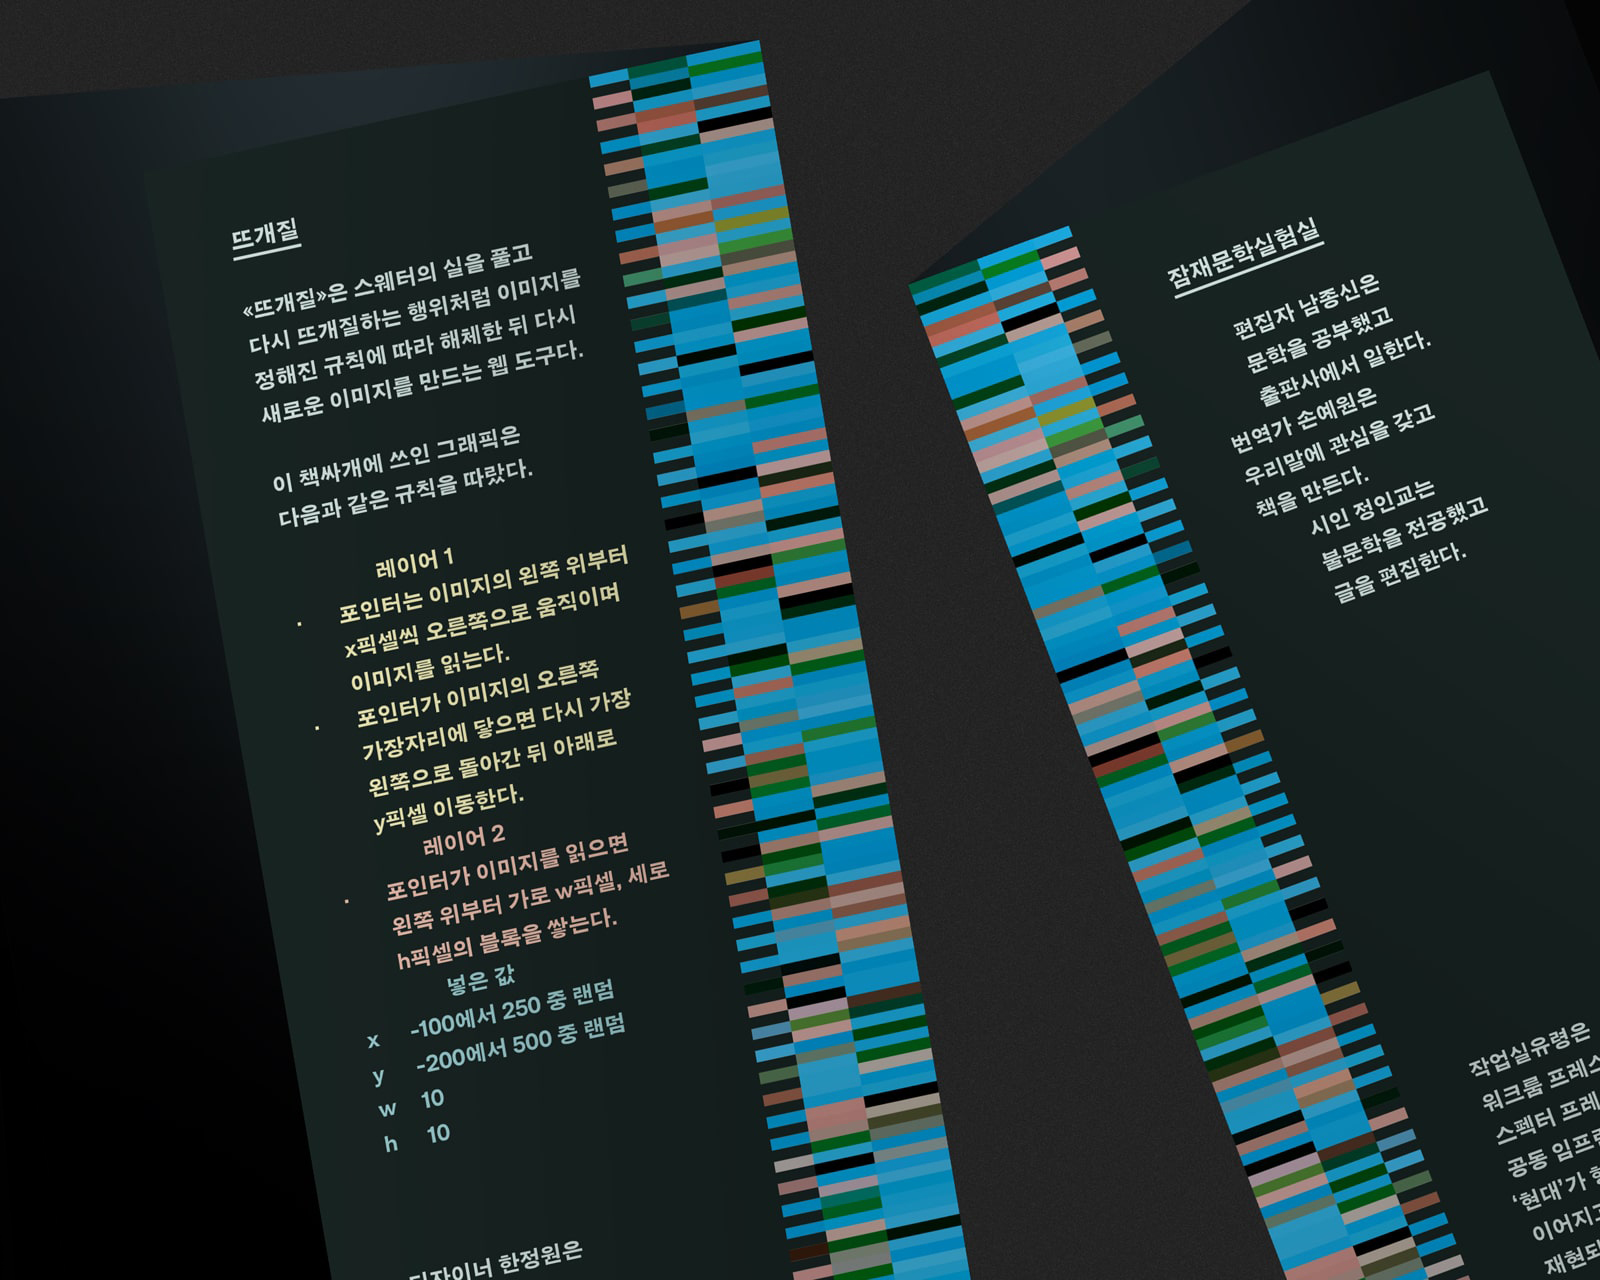 뜨개질
«뜨개질»은 스웨터의 실을 풀고
다시 뜨개질하는 행위처럼 이미지를
정해진 규칙에 따라 해체한 뒤 다시
새로운 이미지를 만드는 웹 도구다.
이 책싸개에 쓰인 그래픽은
다음과 같은 규칙을 따랐다.
레이어 1
· 포인터는 이미지의 왼쪽 위부터
x픽셀씩 오른쪽으로 움직이며
이미지를 읽는다.
· 포인터가 이미지의 오른쪽
가장자리에 닿으면 다시 가장
왼쪽으로 돌아간 뒤 아래로
y픽셀 이동한다.
레이어 2
· 포인터가 이미지를 읽으면
왼쪽 위부터 가로 w픽셀, 세로
h픽셀의 블록을 쌓는다.
넣은 값
x -100에서 250 중 랜덤
y -200에서 500 중 랜덤
w 10
h 10
디자이너 한정원은
잠재문학실험실
편집자 남종신은
문학을 공부했고
출판사에서 일한다.
번역가 손예원은
우리말에 관심을 갖고
책을 만든다.
시인 정인교는
불문학을 전공했고
글을 편집한다.
작업실유령은
워크룸 프레스
스펙터 프레
공동 임프린
‘현대’가
이어지고
재현되